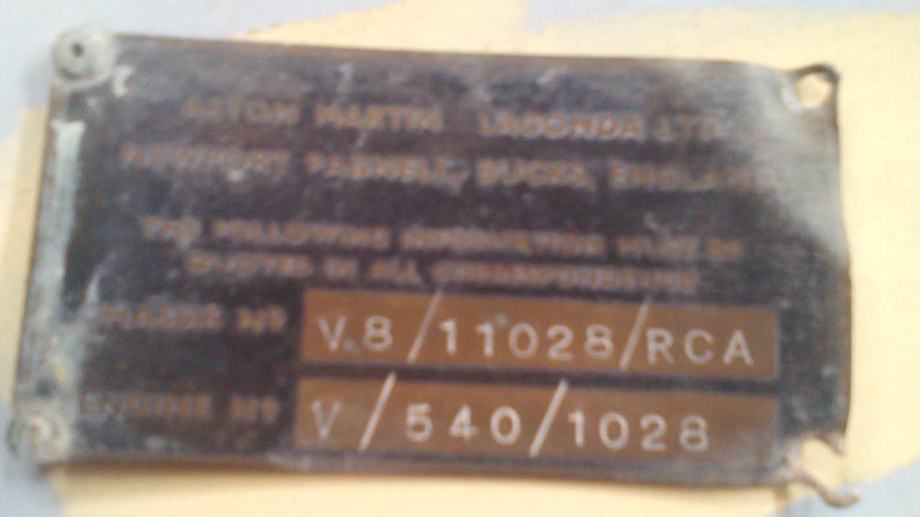 ASTON MARTIN LAGONDA LTD.
NEWPORT PAGNELL, BUCKS, ENGLAND
THE FOLLOWING INFORMATION MUST BE
QUOTED IN ALL CORRESPONDENCE
CHASSIS Nº V.8/11028/RCA
ENGINE Nº V/540/1028